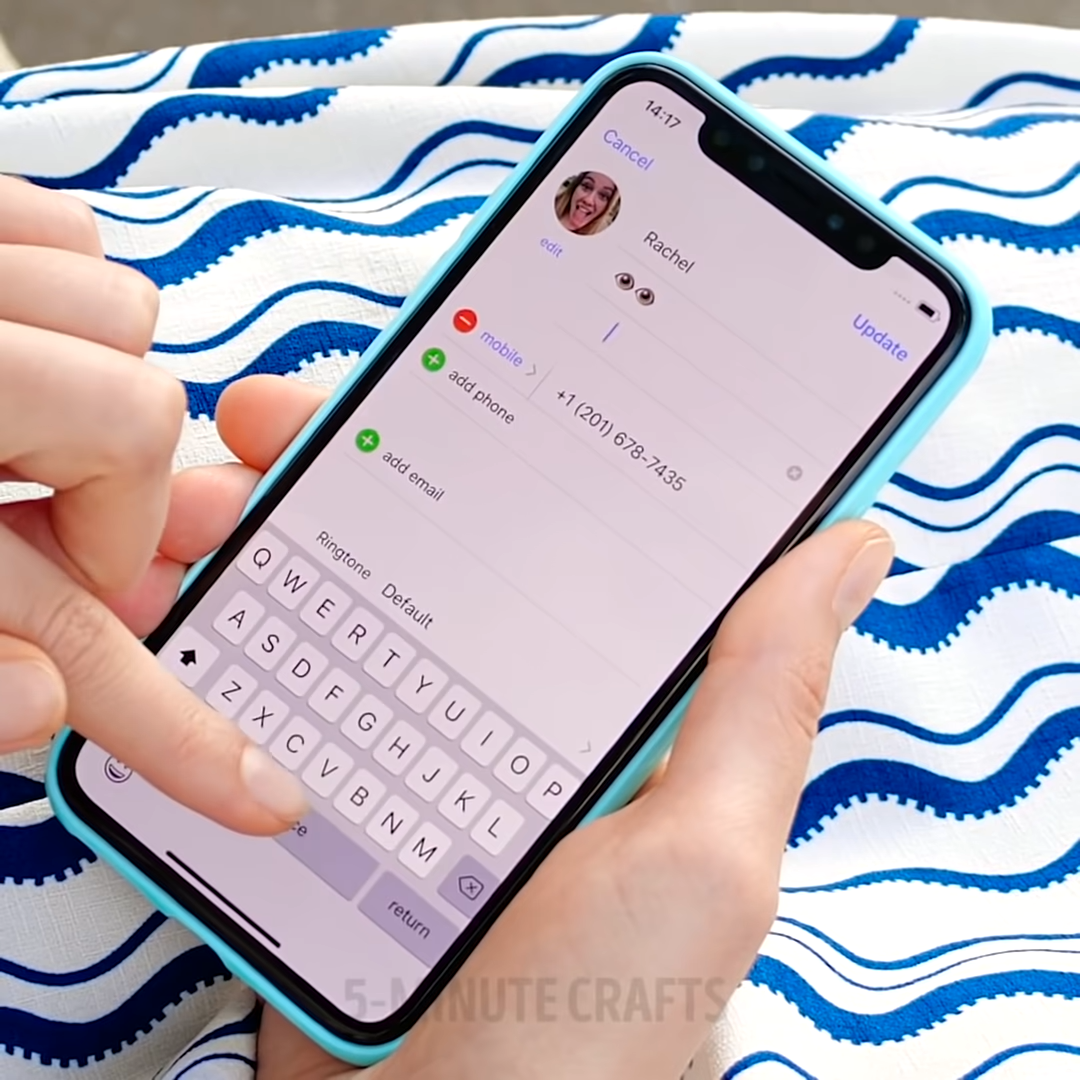 14:17
Cancel
Update
edit
Rachel
👀
mobile
+1 (201) 678-7435
add phone
add email
Ringtone Default
Q W E R T Y U I O P
A S D F G H J K L
Z X C V B N M
return
5-MINUTE CRAFTS